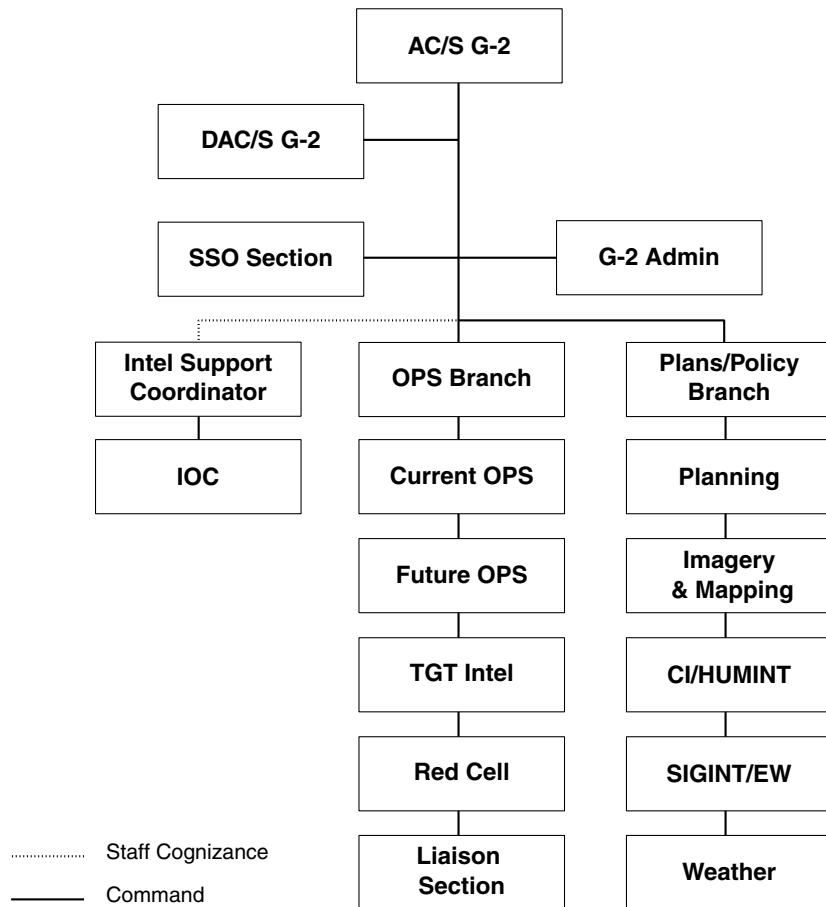 AC/S G-2
DAC/S G-2
SSO Section
G-2 Admin
Intel Support
Coordinator
OPS Branch
Plans/Policy
Branch
IOC
Current OPS
Planning
Future OPS
Imagery
& Mapping
TGT Intel
CI/HUMINT
Red Cell
SIGINT/EW
Liaison
Section
Weather
Staff Cognizance
Command